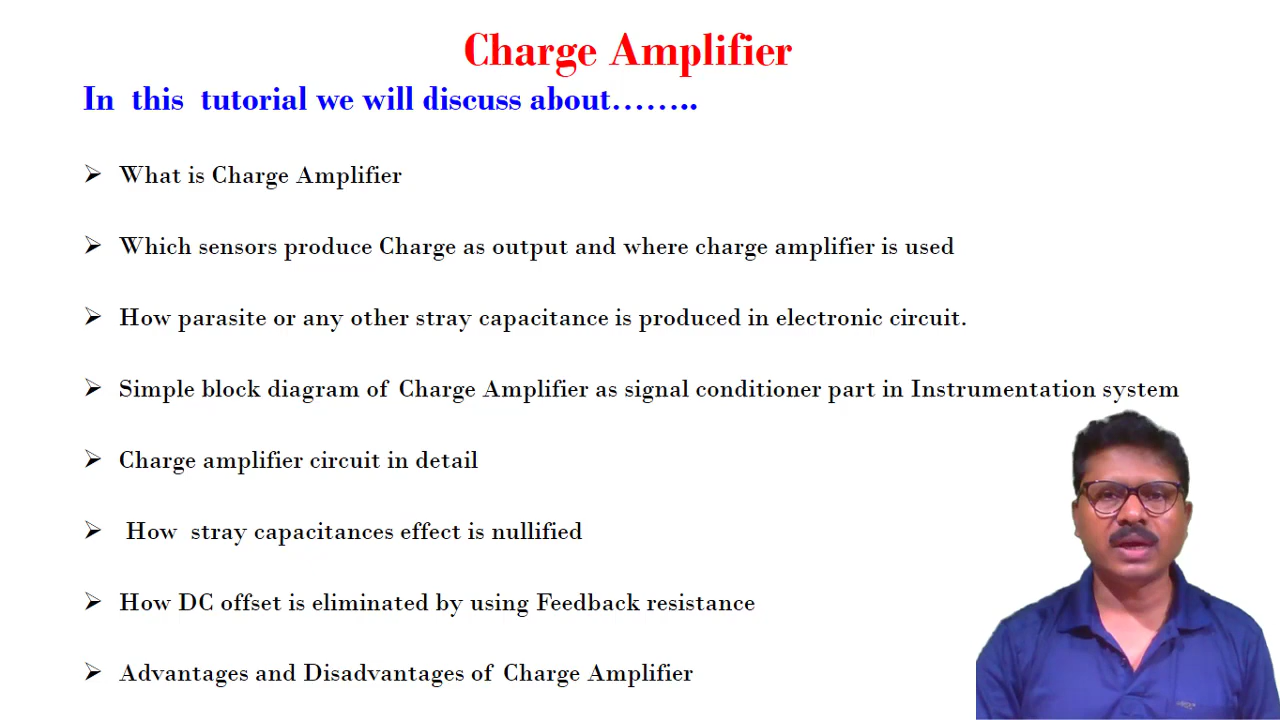 Charge Amplifier
In this tutorial we will discuss about……..
➢ What is Charge Amplifier
➢ Which sensors produce Charge as output and where charge amplifier is used
➢ How parasite or any other stray capacitance is produced in electronic circuit.
➢ Simple block diagram of Charge Amplifier as signal conditioner part in Instrumentation system
➢ Charge amplifier circuit in detail
➢ How stray capacitances effect is nullified
➢ How DC offset is eliminated by using Feedback resistance
➢ Advantages and Disadvantages of Charge Amplifier